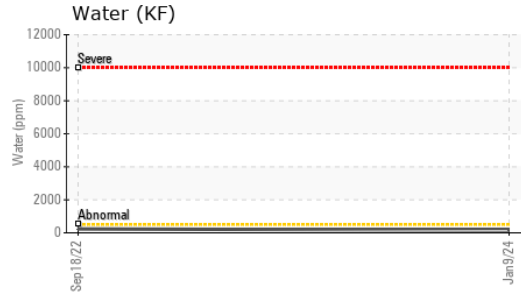 Water (KF)
12000
Severe
10000
8000
Water (ppm)
6000
4000
2000
Abnormal
0
Sep18/22
Jan9/24